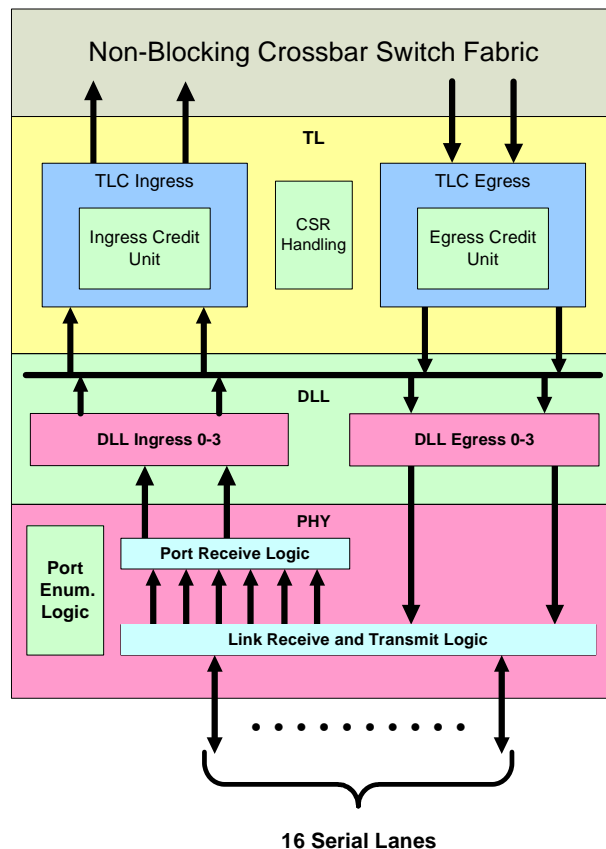 Non-Blocking Crossbar Switch Fabric
TL
TLC Ingress
Ingress Credit
Unit
CSR
Handling
TLC Egress
Egress Credit
Unit
DLL
DLL Ingress 0-3
DLL Egress 0-3
PHY
Port Receive Logic
Port
Enum.
Logic
Link Receive and Transmit Logic
16 Serial Lanes